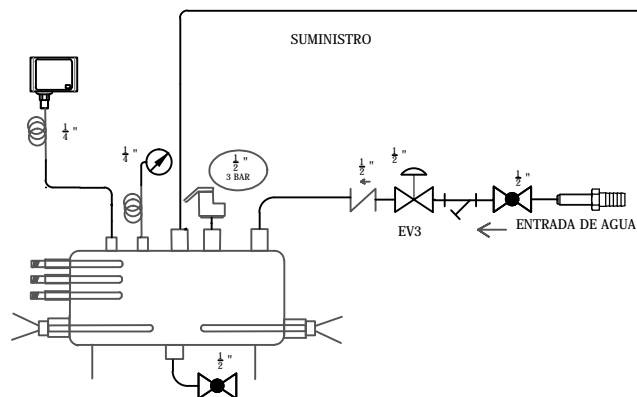 SUMINISTRO
1/4 "
1/4 "
1/2 "
3 BAR
1/2 "
1/2 "
1/2 "
EV3
ENTRADA DE AGUA
1/2 "